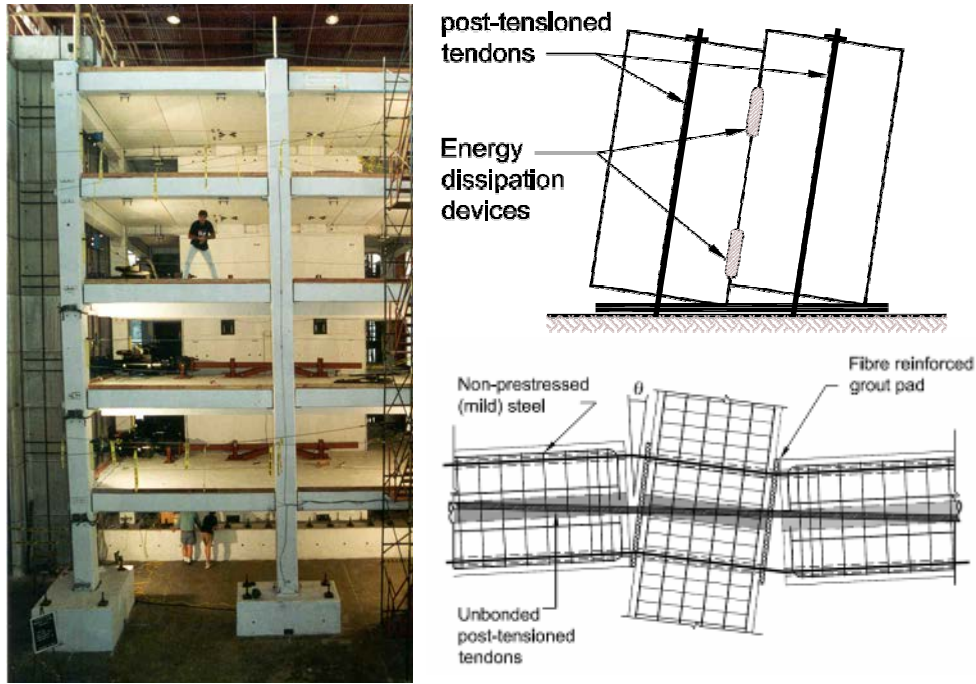 post-tensioned
tendons
Energy
dissipation
devices
Non-prestressed
(mild) steel
θ
Fibre reinforced
grout pad
Unbonded
post-tensioned
tendons